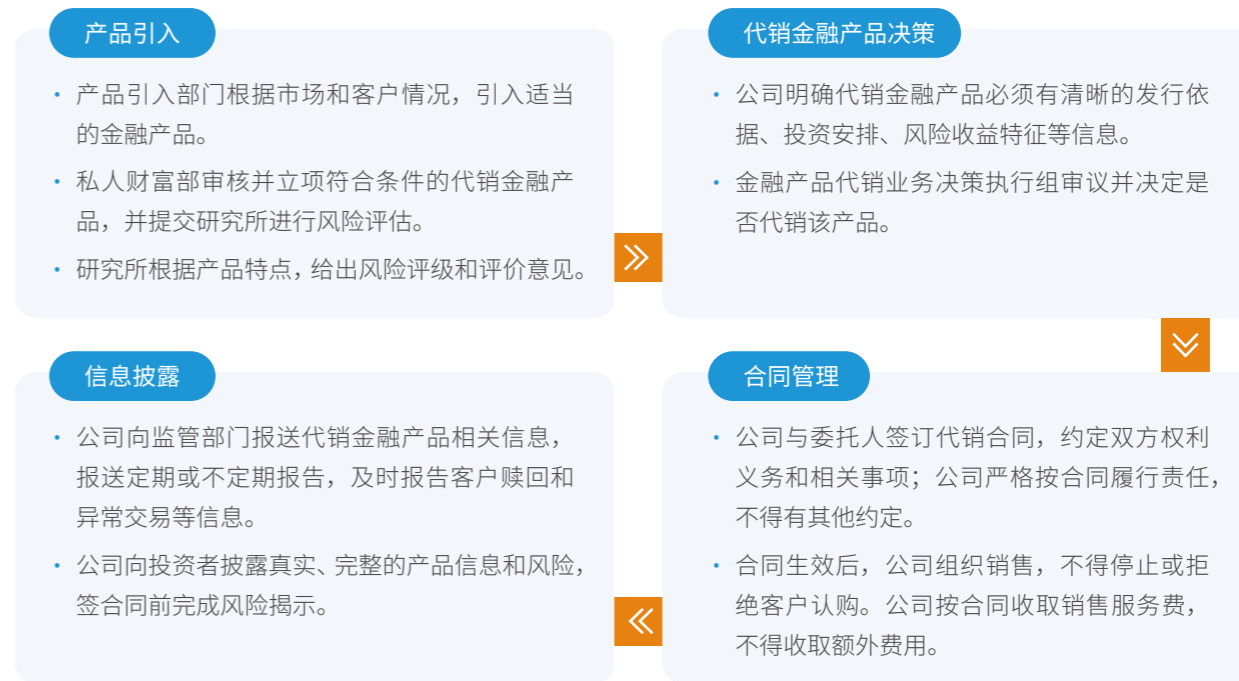 产品引入
· 产品引入部门根据市场和客户情况，引入适当
的金融产品。
· 私人财富部审核并立项符合条件的代销金融产
品，并提交研究所进行风险评估。
· 研究所根据产品特点，给出风险评级和评价意见。
代销金融产品决策
· 公司明确代销金融产品必须有清晰的发行依
据、投资安排、风险收益特征等信息。
· 金融产品代销业务决策执行组审议并决定是
否代销该产品。
合同管理
· 公司与委托人签订代销合同，约定双方权利
义务和相关事项；公司严格按合同履行责任，
不得有其他约定。
· 合同生效后，公司组织销售，不得停止或拒
绝客户认购。公司按合同收取销售服务费，
不得收取额外费用。
信息披露
· 公司向监管部门报送代销金融产品相关信息，
报送定期或不定期报告，及时报告客户赎回和
异常交易等信息。
· 公司向投资者披露真实、完整的产品信息和风险，
签合同前完成风险揭示。